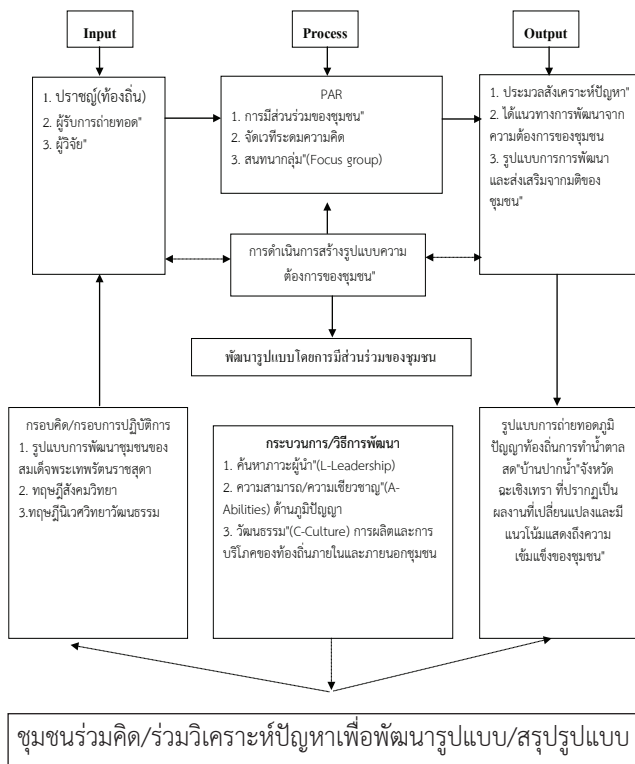 Input
Process
Output
1. ปราชญ์(ท้องถิ่น)
2. ผู้รับการถ่ายทอด"
3. ผู้วิจัย"
PAR
1. การมีส่วนร่วมของชุมชน"
2. จัดเวทีระดมความคิด
3. สนทนากลุ่ม"(Focus group)
1. ประมวลสังเคราะห์ปัญหา"
2. ได้แนวทางการพัฒนาจาก
ความต้องการของชุมชน
3. รูปแบบการการพัฒนา
และส่งเสริมจากมติของ
ชุมชน"
การดำเนินการสร้างรูปแบบความ
ต้องการของชุมชน"
พัฒนารูปแบบโดยการมีส่วนร่วมของชุมชน
กรอบคิด/กรอบการปฏิบัติการ
1. รูปแบบการพัฒนาชุมชนของ
สมเด็จพระเทพรัตนราชสุดา
2. ทฤษฎีสังคมวิทยา
3.ทฤษฎีนิเวศวิทยาวัฒนธรรม
กระบวนการ/วิธีการพัฒนา
1. ค้นหาภาวะผู้นำ"(L-Leadership)
2. ความสามารถ/ความเชียวชาญ"(A-
Abilities) ด้านภูมิปัญญา
3. วัฒนธรรม"(C-Culture) การผลิตและการ
บริโภคของท้องถิ่นภายในและภายนอกชุมชน
รูปแบบการถ่ายทอดภูมิ
ปัญญาท้องถิ่นการทำน้ำตาล
สด"บ้านปากน้ำ"จังหวัด
ฉะเชิงเทรา ที่ปรากฏเป็น
ผลงานที่เปลี่ยนแปลงและมี
แนวโน้มแสดงถึงความ
เข้มแข็งของชุมชน"
ชุมชนร่วมคิด/ร่วมวิเคราะห์ปัญหาเพื่อพัฒนารูปแบบ/สรุปรูปแบบ